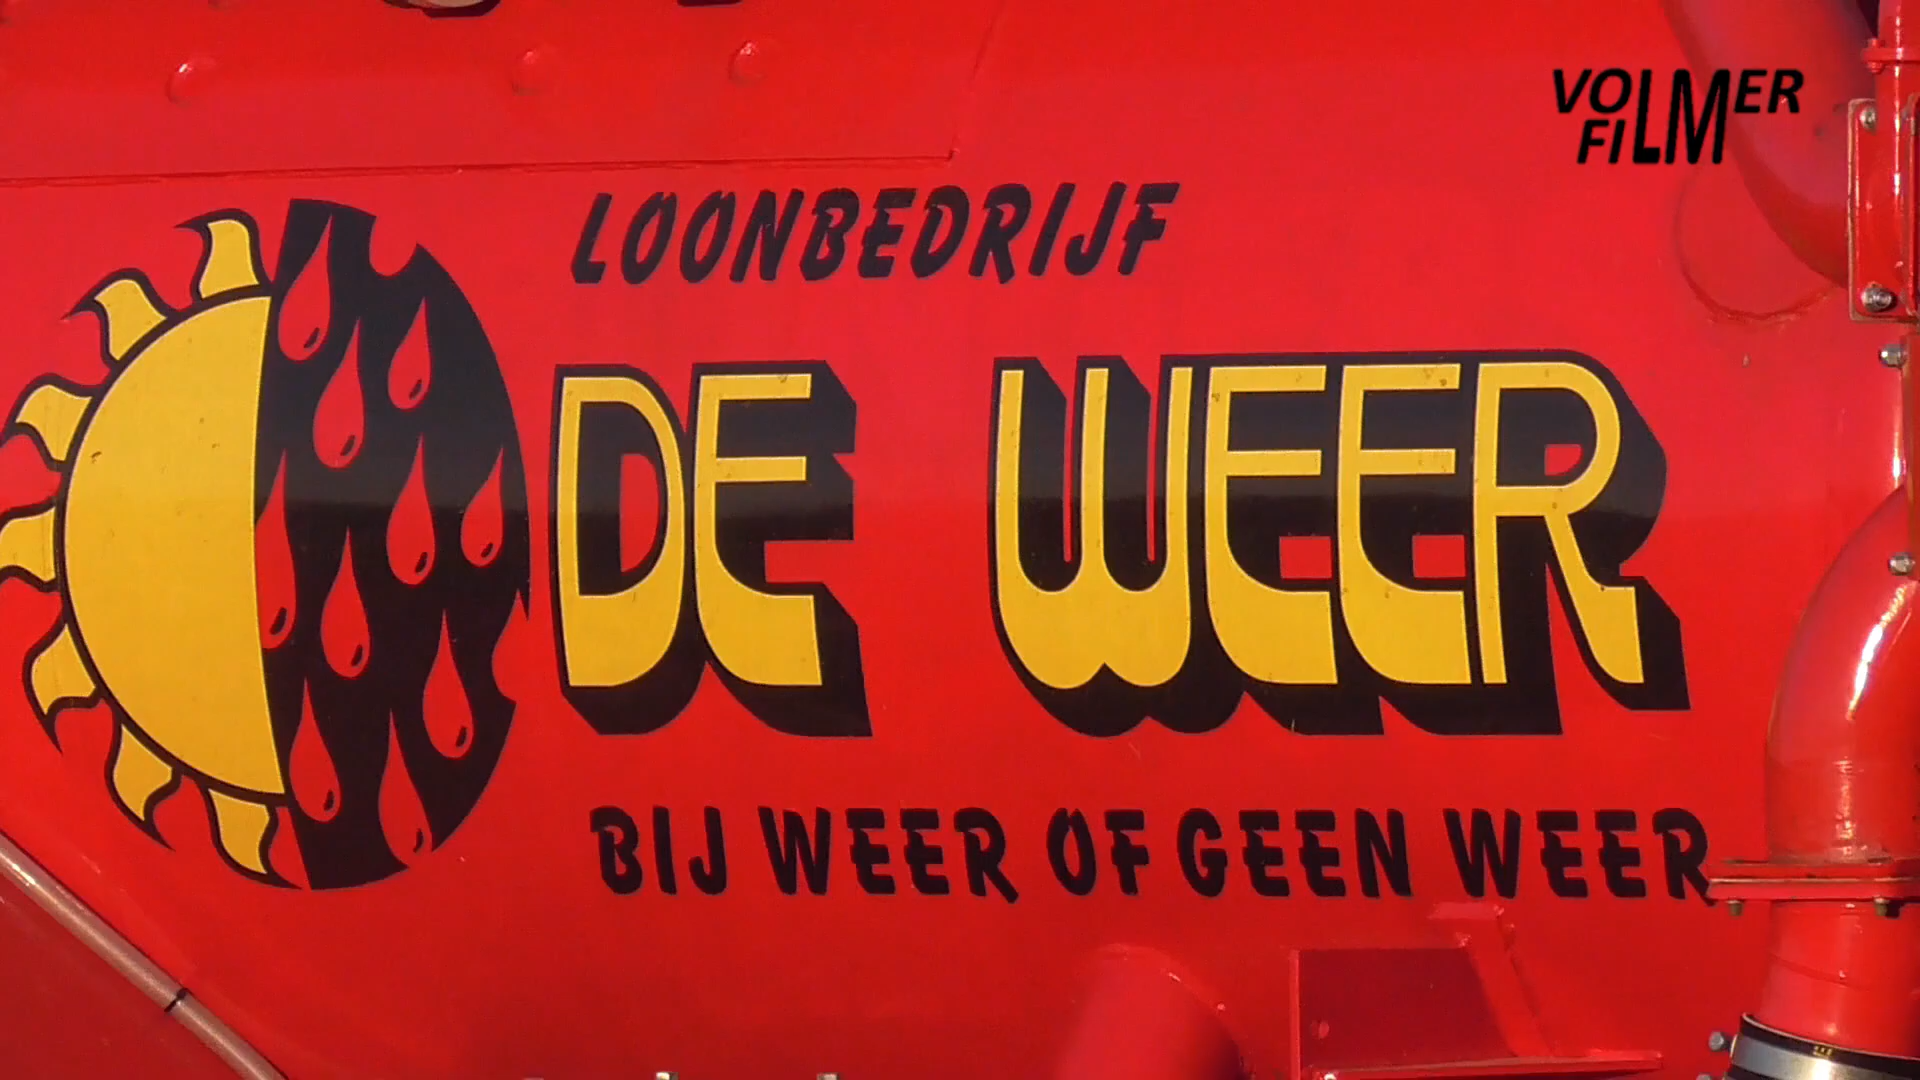 VOLMER
FILM
LOONBEDRIJF
DE WEER
BIJ WEER OF GEEN WEER